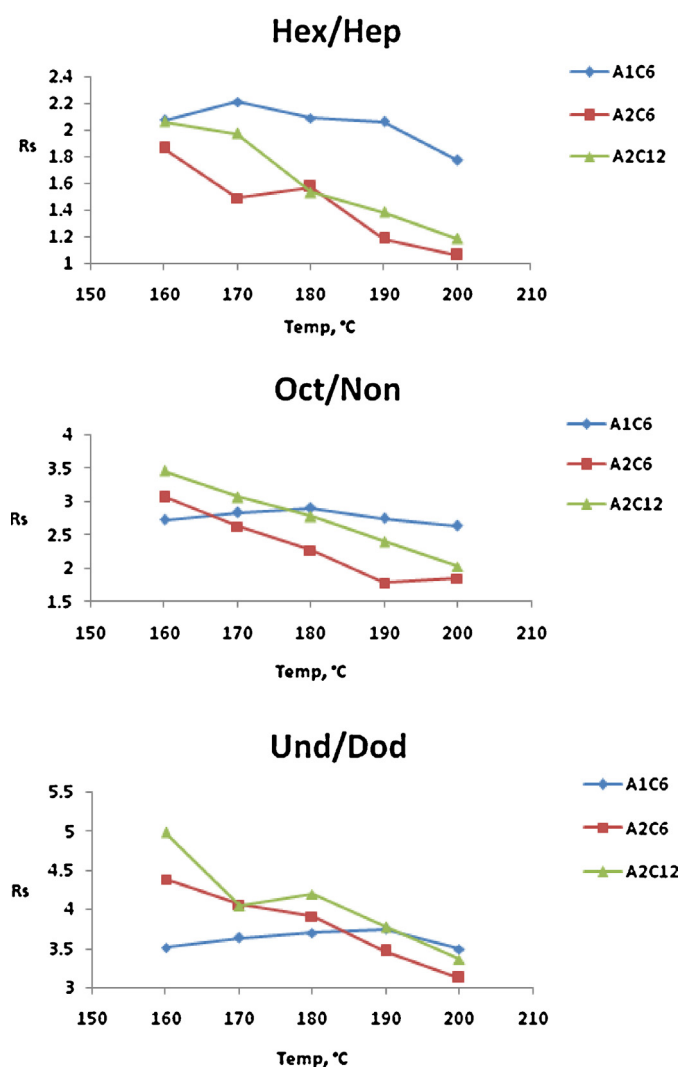 Hex/Hep
2.4
2.2
2
1.8
1.6
1.4
1.2
1
Rs
150 160 170 180 190 200 210
Temp, °C
A1C6
A2C6
A2C12
Oct/Non
4
3.5
3
2.5
2
1.5
Rs
150 160 170 180 190 200 210
Temp, °C
A1C6
A2C6
A2C12
Und/Dod
5.5
5
4.5
4
3.5
3
Rs
150 160 170 180 190 200 210
Temp, °C
A1C6
A2C6
A2C12